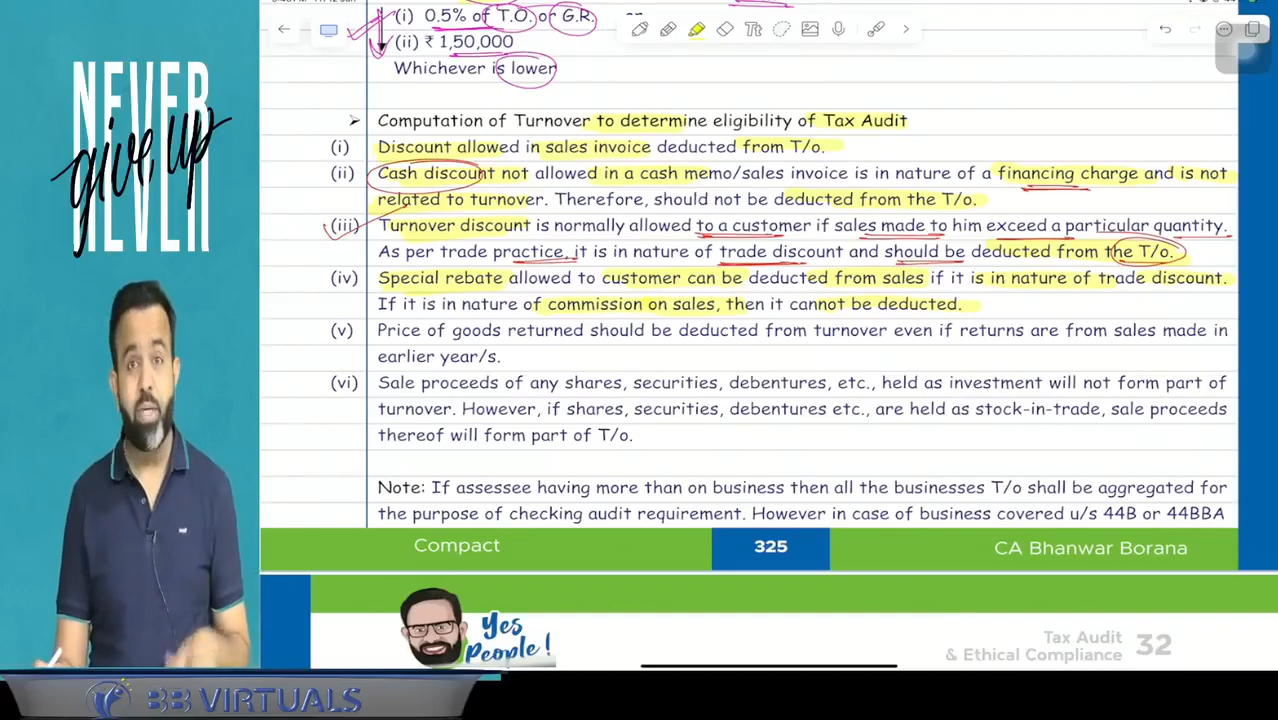 NEVER
give up
NEVER
(i) 0.5% of T.O. or G.R. or
(ii) ₹ 1,50,000
Whichever is lower
➢ Computation of Turnover to determine eligibility of Tax Audit
(i) Discount allowed in sales invoice deducted from T/o.
(ii) Cash discount not allowed in a cash memo/sales invoice is in nature of a financing charge and is not
related to turnover. Therefore, should not be deducted from the T/o.
(iii) Turnover discount is normally allowed to a customer if sales made to him exceed a particular quantity.
As per trade practice, it is in nature of trade discount and should be deducted from the T/o.
(iv) Special rebate allowed to customer can be deducted from sales if it is in nature of trade discount.
If it is in nature of commission on sales, then it cannot be deducted.
(v) Price of goods returned should be deducted from turnover even if returns are from sales made in
earlier year/s.
(vi) Sale proceeds of any shares, securities, debentures, etc., held as investment will not form part of
turnover. However, if shares, securities, debentures etc., are held as stock-in-trade, sale proceeds
thereof will form part of T/o.
Note: If assessee having more than on business then all the businesses T/o shall be aggregated for
the purpose of checking audit requirement. However in case of business covered u/s 44B or 44BBA
Compact 325 CA Bhanwar Borana
Yes
People!
Tax Audit
& Ethical Compliance 32
BB VIRTUALS